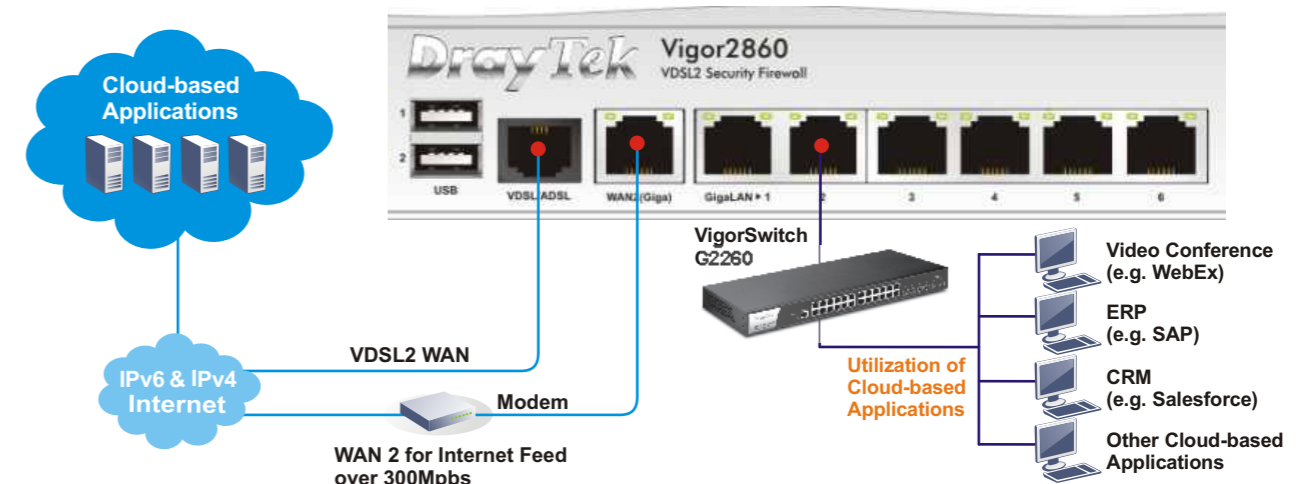 Cloud-based
Applications
DrayTek
Vigor2860
VDSL2 Security Firewall
1
2
USB
VDSL/ADSL
WAN2(Giga)
GigaLAN ▶ 1
2
3
4
5
6
VigorSwitch
G2260
Video Conference
(e.g. WebEx)
ERP
(e.g. SAP)
CRM
(e.g. Salesforce)
Other Cloud-based
Applications
Utilization of
Cloud-based
Applications
IPv6 & IPv4
Internet
VDSL2 WAN
Modem
WAN 2 for Internet Feed
over 300Mpbs